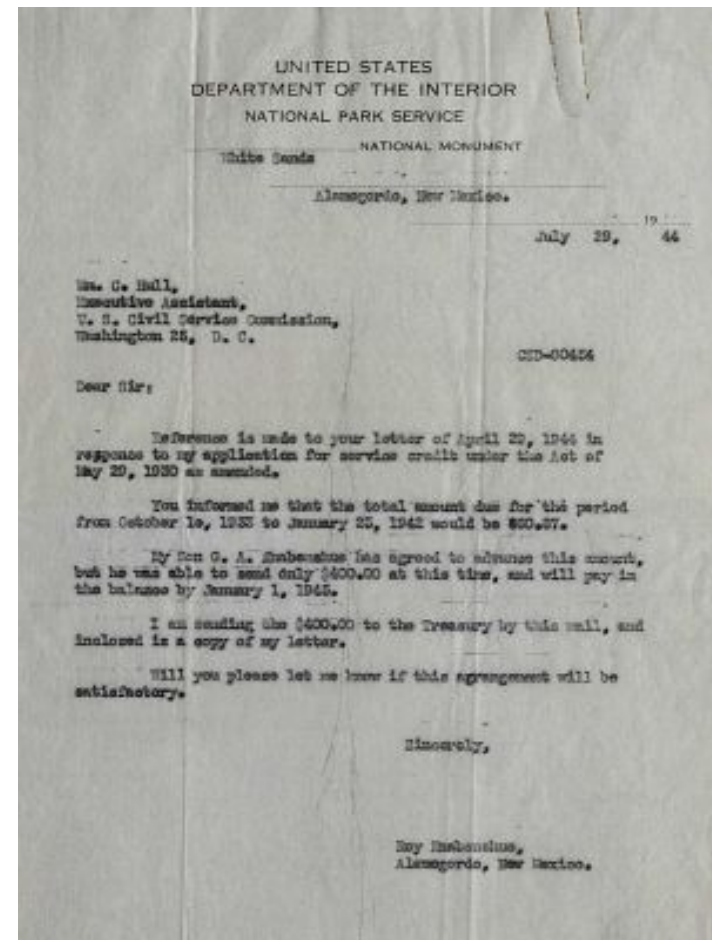 UNITED STATES
DEPARTMENT OF THE INTERIOR
NATIONAL PARK SERVICE
NATIONAL MONUMENT
White Sands
Alamogordo, New Mexico.
19
July 29, 44
Wm. C. Hull,
Executive Assistant,
U. S. Civil Service Commission,
Washington 25, D. C.
Dear Sir:
Reference is made to your letter of April 29, 1944 in
response to my application for service credit under the Act of
May 29, 1930 as amended.
You informed me that the total amount due for the period
from October 1, 1933 to January 23, 1942 would be
My Son G. A. Knabenshue has agreed to advance this amount,
but he was able to send only $400.00 at this time, and will pay in
the balance by January 1, 1945.
I am sending the $400.00 to the Treasury by this mail, and
inclosed is a copy of my letter.
Will you please let me know if this arrangement will be
satisfactory.
Sincerely,
Roy Knabenshue,
Alamogordo, New Mexico.